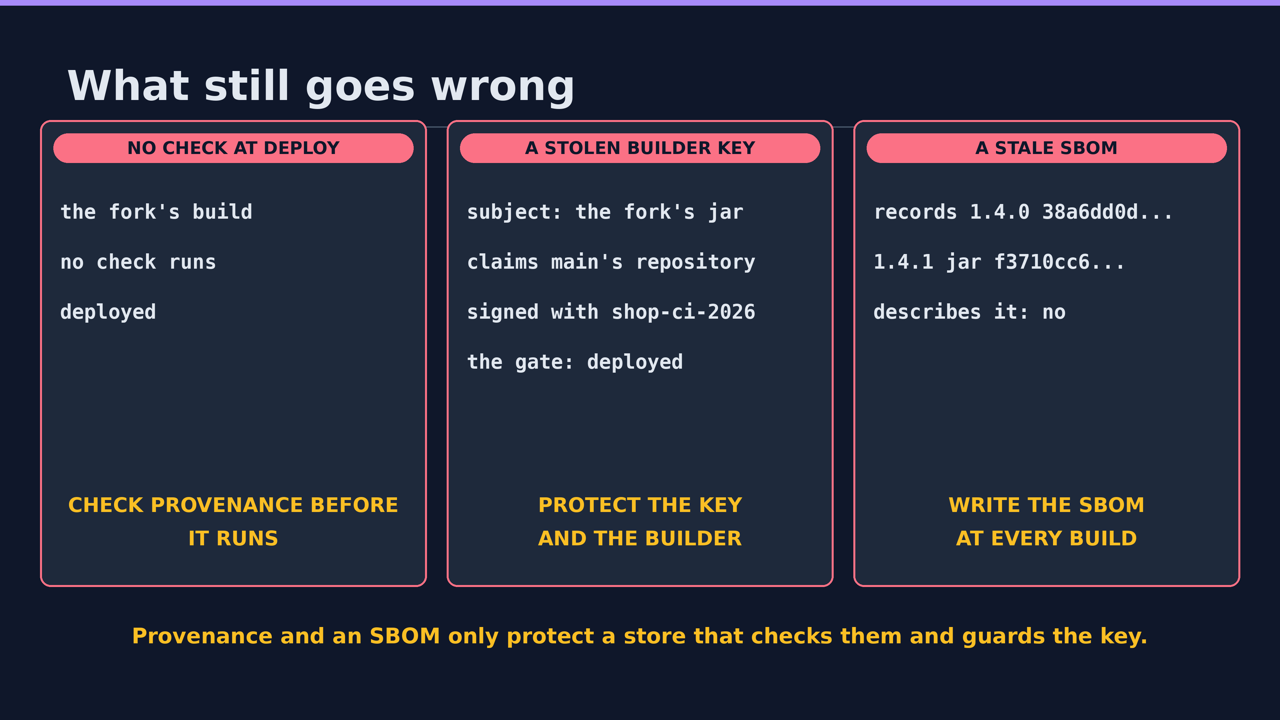 What still goes wrong
NO CHECK AT DEPLOY
the fork's build
no check runs
deployed
CHECK PROVENANCE BEFORE
IT RUNS
A STOLEN BUILDER KEY
subject: the fork's jar
claims main's repository
signed with shop-ci-2026
the gate: deployed
PROTECT THE KEY
AND THE BUILDER
A STALE SBOM
records 1.4.0 38a6dd0d...
1.4.1 jar f3710cc6...
describes it: no
WRITE THE SBOM
AT EVERY BUILD
Provenance and an SBOM only protect a store that checks them and guards the key.